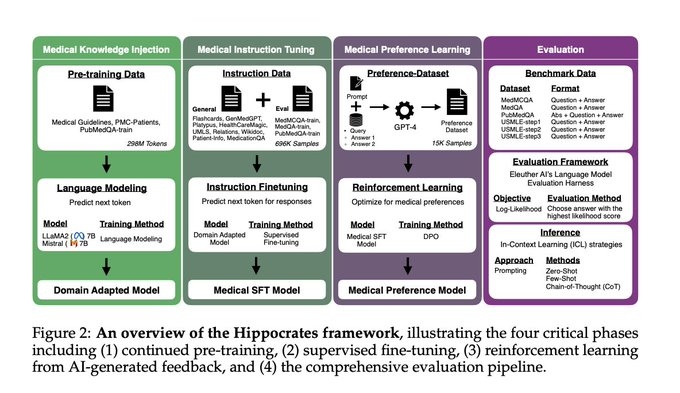 Medical Knowledge Injection
Pre-training Data
Medical Guidelines, PMC-Patients,
PubMedQA-train
298M Tokens
Language Modeling
Predict next token
Model
Training Method
LLaMA2 ( 7B
Mistral ( 7B
Language Modeling
Domain Adapted Model
Medical Instruction Tuning
Instruction Data
General
Flashcards, GenMedGPT,
Platypus, HealthCareMagic,
UMLS, Relations, Wikidoc,
Patient-Info, MedicationQA
+
Eval
MedMCQA-train,
MedQA-train,
PubMedQA-train
696K Samples
Instruction Finetuning
Predict next token for responses
Model
Training Method
Domain Adapted
Model
Supervised
Fine-tuning
Medical SFT Model
Medical Preference Learning
Preference-Dataset
Prompt
+
Query
Answer 1
Answer 2
GPT-4
Preference
Dataset
15K Samples
Reinforcement Learning
Optimize for medical preferences
Model
Training Method
Medical SFT
Model
DPO
Medical Preference Model
Evaluation
Benchmark Data
Dataset Format
MedMCQA Question + Answer
MedQA Question + Answer
PubMedQA Abs + Question + Answer
USMLE-step1 Question + Answer
USMLE-step2 Question + Answer
USMLE-step3 Question + Answer
Evaluation Framework
Eleuther AI's Language Model
Evaluation Harness
Objective Evaluation Method
Log-Likelihood
Choose answer with the
highest likelihood score
Inference
In-Context Learning (ICL) strategies
Approach Methods
Prompting
Zero-Shot
Few-Shot
Chain-of-Thought (CoT)
Figure 2: An overview of the Hippocrates framework, illustrating the four critical phases
including (1) continued pre-training, (2) supervised fine-tuning, (3) reinforcement learning
from AI-generated feedback, and (4) the comprehensive evaluation pipeline.